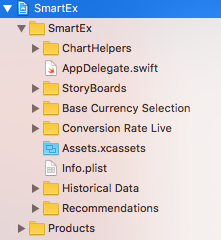 SmartEx
SmartEx
ChartHelpers
AppDelegate.swift
StoryBoards
Base Currency Selection
Conversion Rate Live
Assets.xcassets
Info.plist
Historical Data
Recommendations
Products